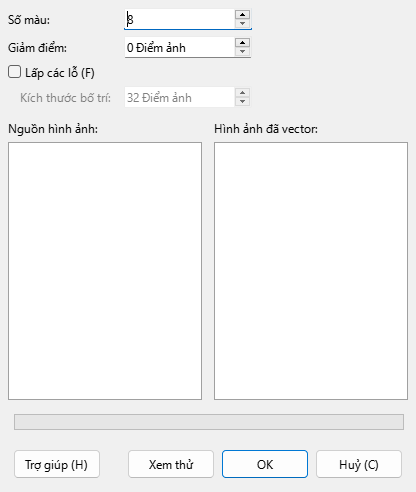 Số màu: 8
Giảm điểm: 0 Điểm ảnh
Lấp các lỗ (F)
Kích thước bố trí: 32 Điểm ảnh
Nguồn hình ảnh: Hình ảnh đã vector:
Trợ giúp (H) Xem thử OK Huỷ (C)